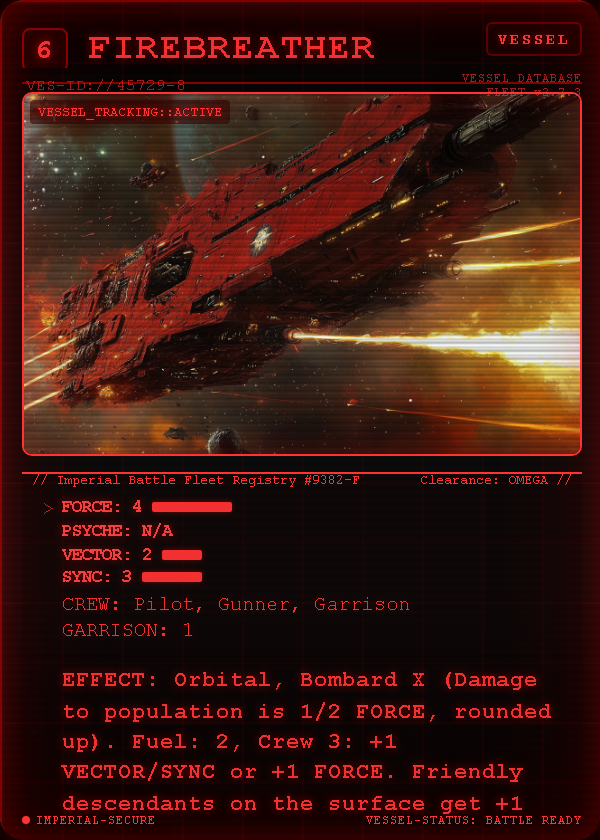 6 FIREBREATHER VESSEL
VES-ID://45729-8
VESSEL DATABASE
FLEET v2.7.3
VESSEL_TRACKING::ACTIVE
// Imperial Battle Fleet Registry #9382-F Clearance: OMEGA //
> FORCE: 4
PSYCHE: N/A
VECTOR: 2
SYNC: 3
CREW: Pilot, Gunner, Garrison
GARRISON: 1
EFFECT: Orbital, Bombard X (Damage
to population is 1/2 FORCE, rounded
up). Fuel: 2, Crew 3: +1
VECTOR/SYNC or +1 FORCE. Friendly
descendants on the surface get +1
IMPERIAL-SECURE VESSEL-STATUS: BATTLE READY